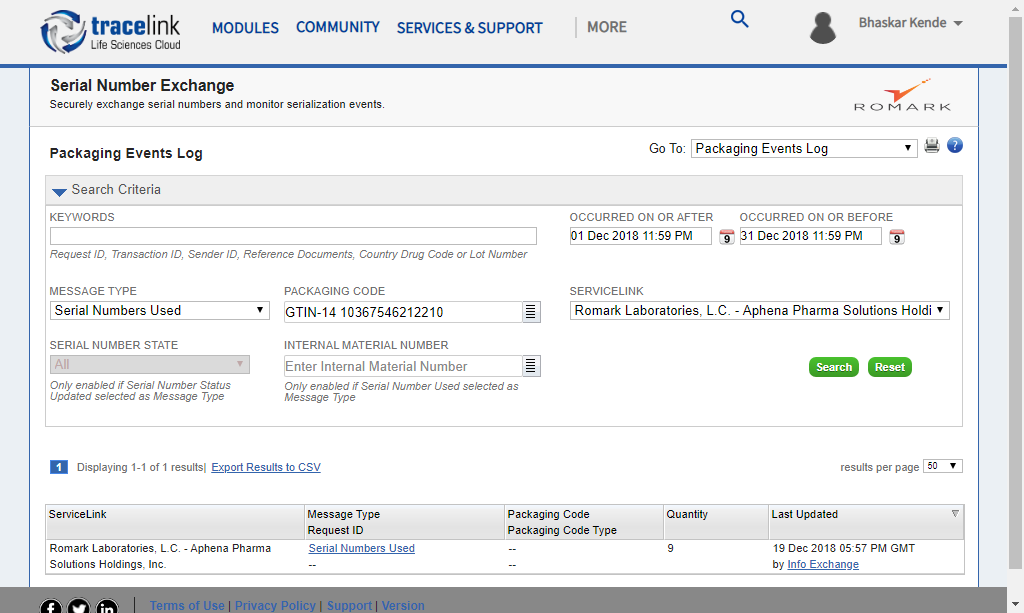 tracelink
Life Sciences Cloud
MODULES COMMUNITY SERVICES & SUPPORT MORE
Bhaskar Kende
Serial Number Exchange
Securely exchange serial numbers and monitor serialization events.
ROMARK
Packaging Events Log
Go To: Packaging Events Log
Search Criteria
KEYWORDS
OCCURRED ON OR AFTER OCCURRED ON OR BEFORE
01 Dec 2018 11:59 PM 9 31 Dec 2018 11:59 PM 9
Request ID, Transaction ID, Sender ID, Reference Documents, Country Drug Code or Lot Number
MESSAGE TYPE PACKAGING CODE SERVICELINK
Serial Numbers Used GTIN-14 10367546212210 Romark Laboratories, L.C. - Aphena Pharma Solutions Holdi
SERIAL NUMBER STATE INTERNAL MATERIAL NUMBER
All Enter Internal Material Number Search Reset
Only enabled if Serial Number Status
Updated selected as Message Type
Only enabled if Serial Number Used selected as
Message Type
1 Displaying 1-1 of 1 results| Export Results to CSV results per page 50
ServiceLink Message Type Packaging Code Quantity Last Updated
Request ID Packaging Code Type
Romark Laboratories, L.C. - Aphena Pharma Serial Numbers Used -- 9 19 Dec 2018 05:57 PM GMT
Solutions Holdings, Inc. -- -- by Info Exchange
Terms of Use | Privacy Policy | Support | Version